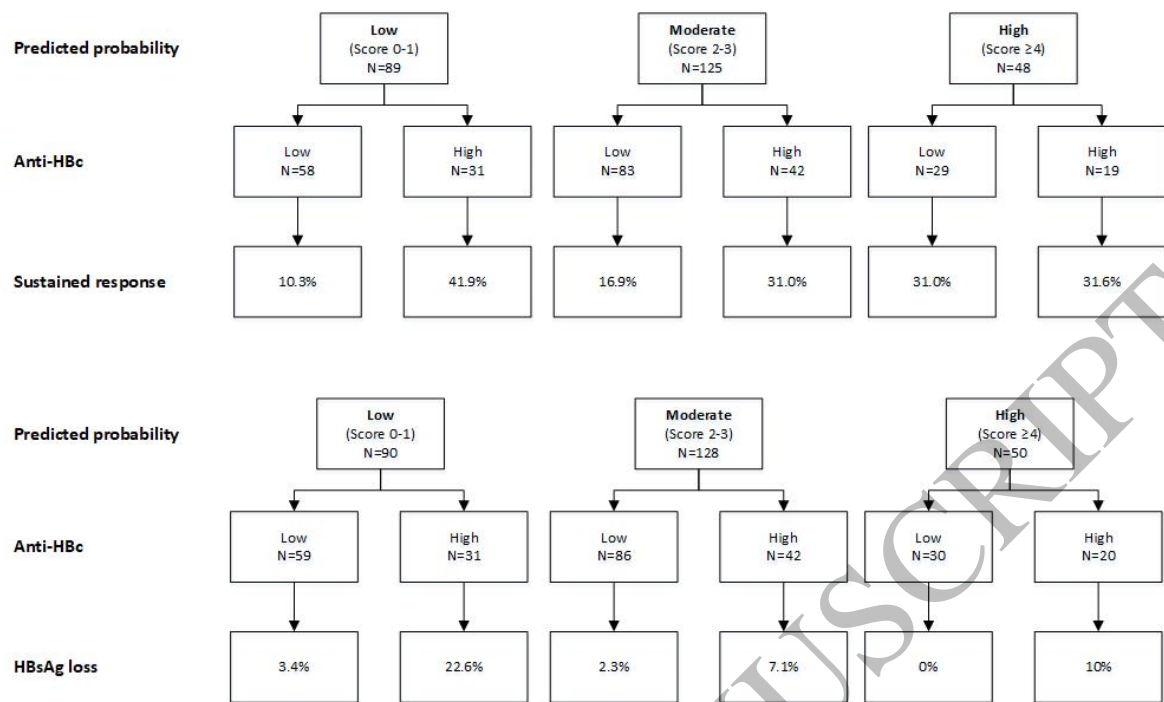 Predicted probability
Low
(Score 0-1)
N=89
Moderate
(Score 2-3)
N=125
High
(Score ≥4)
N=48
Anti-HBc
Low
N=58
High
N=31
Low
N=83
High
N=42
Low
N=29
High
N=19
Sustained response
10.3%
41.9%
16.9%
31.0%
31.0%
31.6%
Predicted probability
Low
(Score 0-1)
N=90
Moderate
(Score 2-3)
N=128
High
(Score ≥4)
N=50
Anti-HBc
Low
N=59
High
N=31
Low
N=86
High
N=42
Low
N=30
High
N=20
HBsAg loss
3.4%
22.6%
2.3%
7.1%
0%
10%
USCRIPT